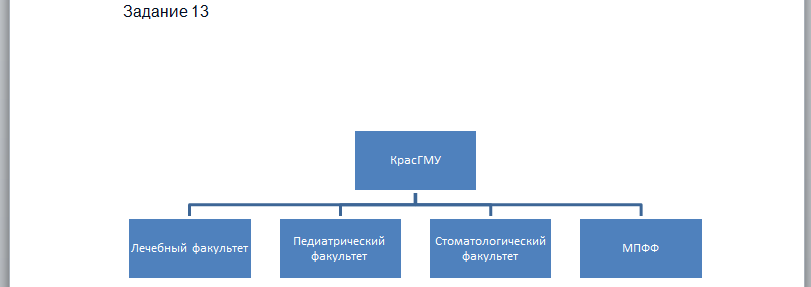 Задание 13
КрасГМУ
Лечебный факультет
Педиатрический
факультет
Стоматологический
факультет
МПФФ